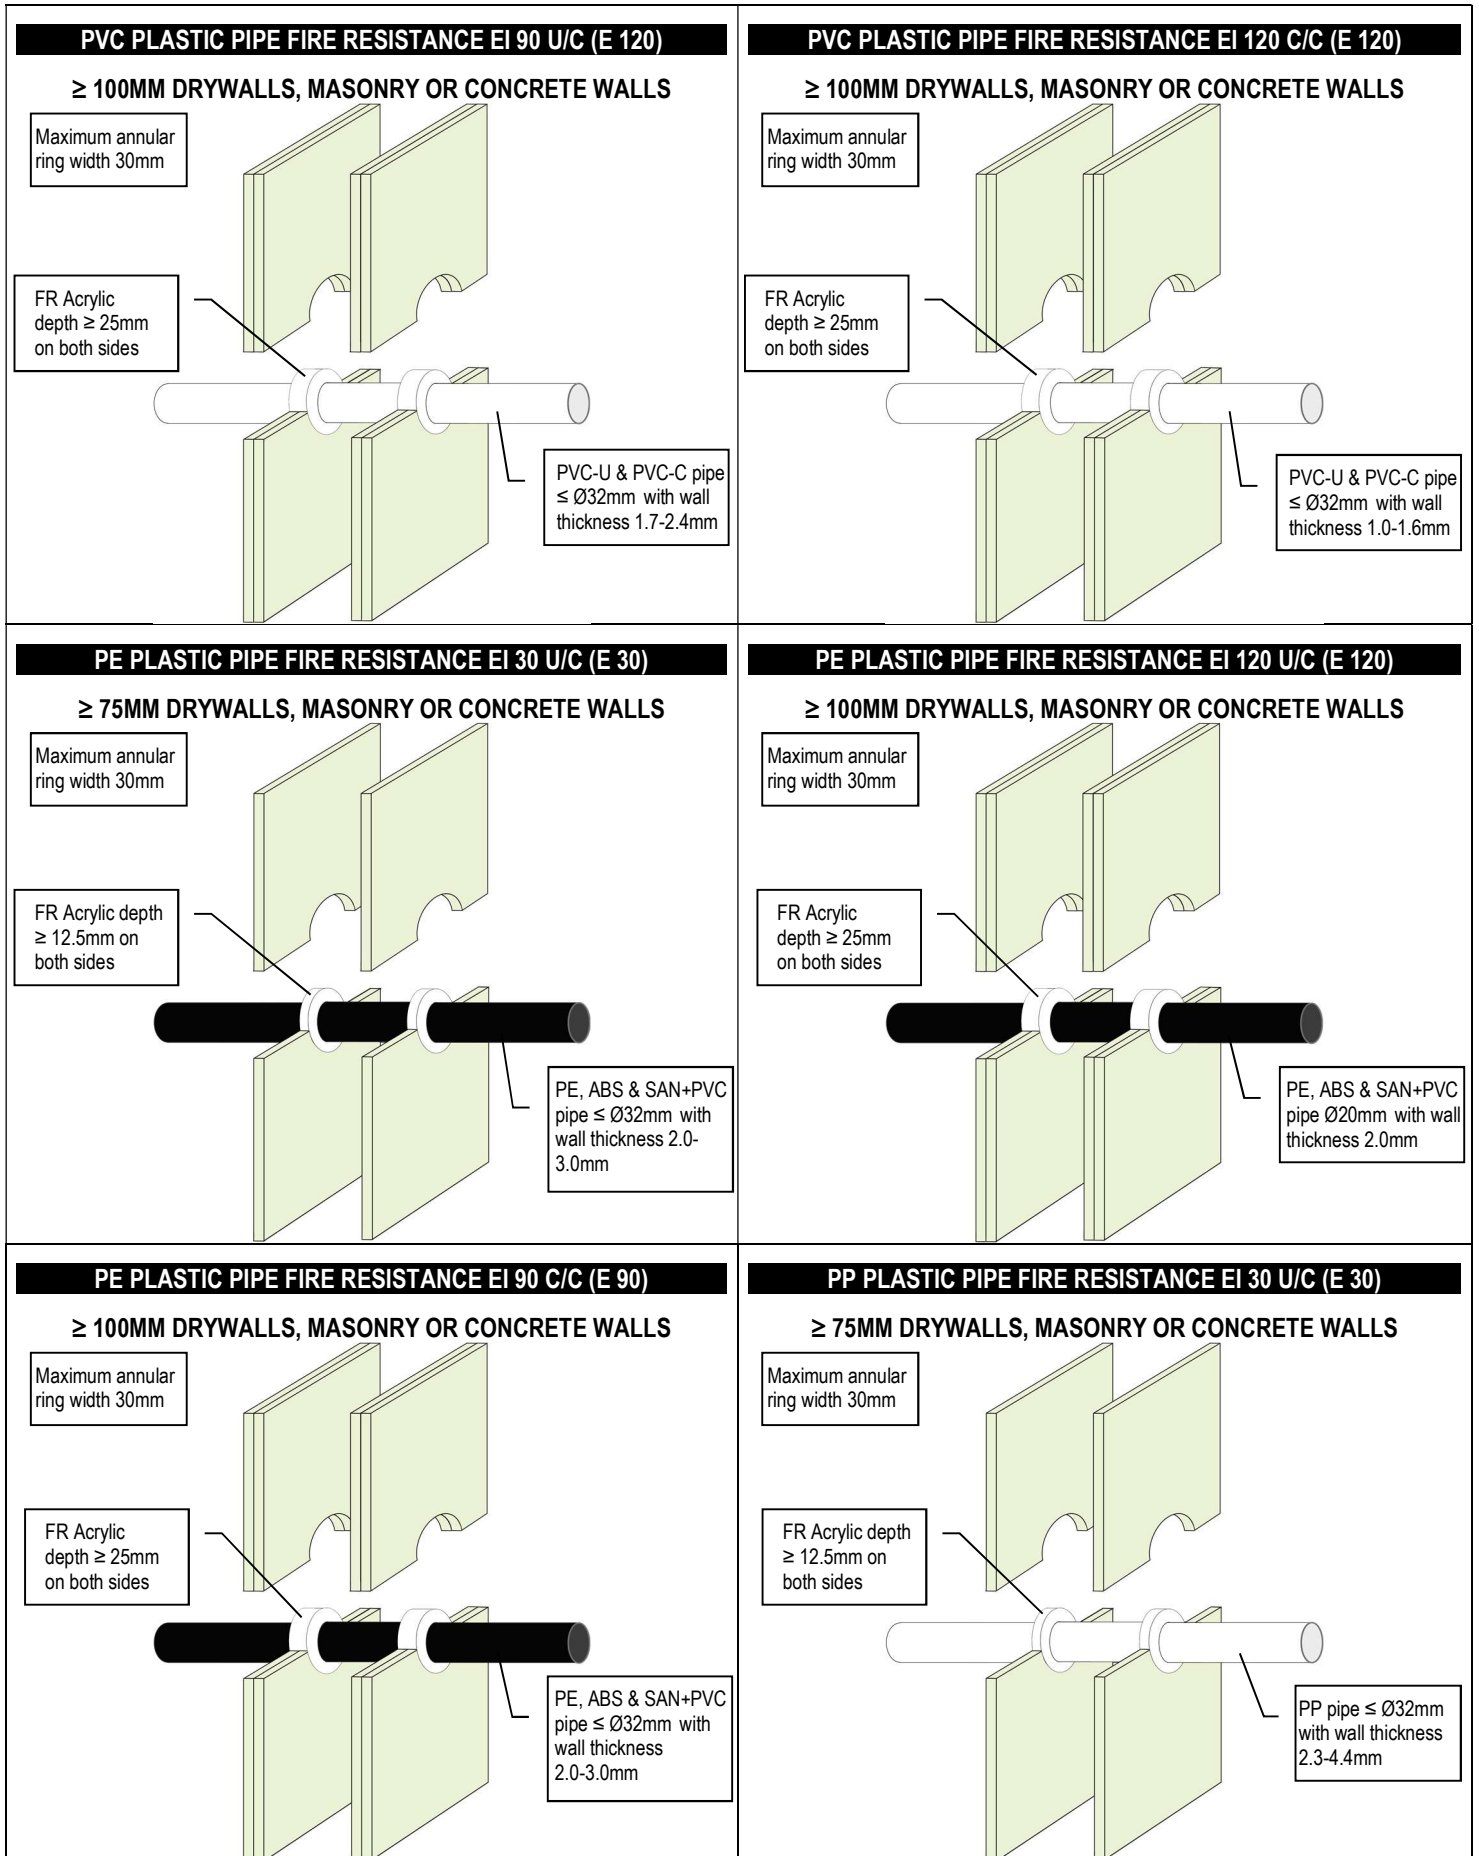 PVC PLASTIC PIPE FIRE RESISTANCE EI 90 U/C (E 120)
≥ 100MM DRYWALLS, MASONRY OR CONCRETE WALLS
Maximum annular
ring width 30mm
FR Acrylic
depth ≥ 25mm
on both sides
PVC-U & PVC-C pipe
≤ Ø32mm with wall
thickness 1.7-2.4mm
PVC PLASTIC PIPE FIRE RESISTANCE EI 120 C/C (E 120)
≥ 100MM DRYWALLS, MASONRY OR CONCRETE WALLS
Maximum annular
ring width 30mm
FR Acrylic
depth ≥ 25mm
on both sides
PVC-U & PVC-C pipe
≤ Ø32mm with wall
thickness 1.0-1.6mm
PE PLASTIC PIPE FIRE RESISTANCE EI 30 U/C (E 30)
≥ 75MM DRYWALLS, MASONRY OR CONCRETE WALLS
Maximum annular
ring width 30mm
FR Acrylic depth
≥ 12.5mm on
both sides
PE, ABS & SAN+PVC
pipe ≤ Ø32mm with
wall thickness 2.0-
3.0mm
PE PLASTIC PIPE FIRE RESISTANCE EI 120 U/C (E 120)
≥ 100MM DRYWALLS, MASONRY OR CONCRETE WALLS
Maximum annular
ring width 30mm
FR Acrylic
depth ≥ 25mm
on both sides
PE, ABS & SAN+PVC
pipe Ø20mm with wall
thickness 2.0mm
PE PLASTIC PIPE FIRE RESISTANCE EI 90 C/C (E 90)
≥ 100MM DRYWALLS, MASONRY OR CONCRETE WALLS
Maximum annular
ring width 30mm
FR Acrylic
depth ≥ 25mm
on both sides
PE, ABS & SAN+PVC
pipe ≤ Ø32mm with
wall thickness
2.0-3.0mm
PP PLASTIC PIPE FIRE RESISTANCE EI 30 U/C (E 30)
≥ 75MM DRYWALLS, MASONRY OR CONCRETE WALLS
Maximum annular
ring width 30mm
FR Acrylic depth
≥ 12.5mm on
both sides
PP pipe ≤ Ø32mm
with wall thickness
2.3-4.4mm